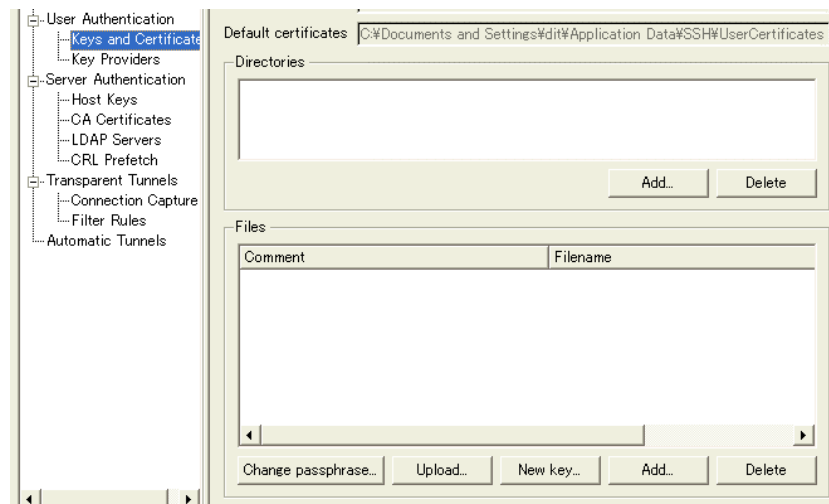 User Authentication
Keys and Certificate
Key Providers
Server Authentication
Host Keys
CA Certificates
LDAP Servers
CRL Prefetch
Transparent Tunnels
Connection Capture
Filter Rules
Automatic Tunnels
Default certificates C:¥Documents and Settings¥dit¥Application Data¥SSH¥UserCertificates
Directories
Add... Delete
Files
Comment Filename
Change passphrase... Upload... New key... Add... Delete